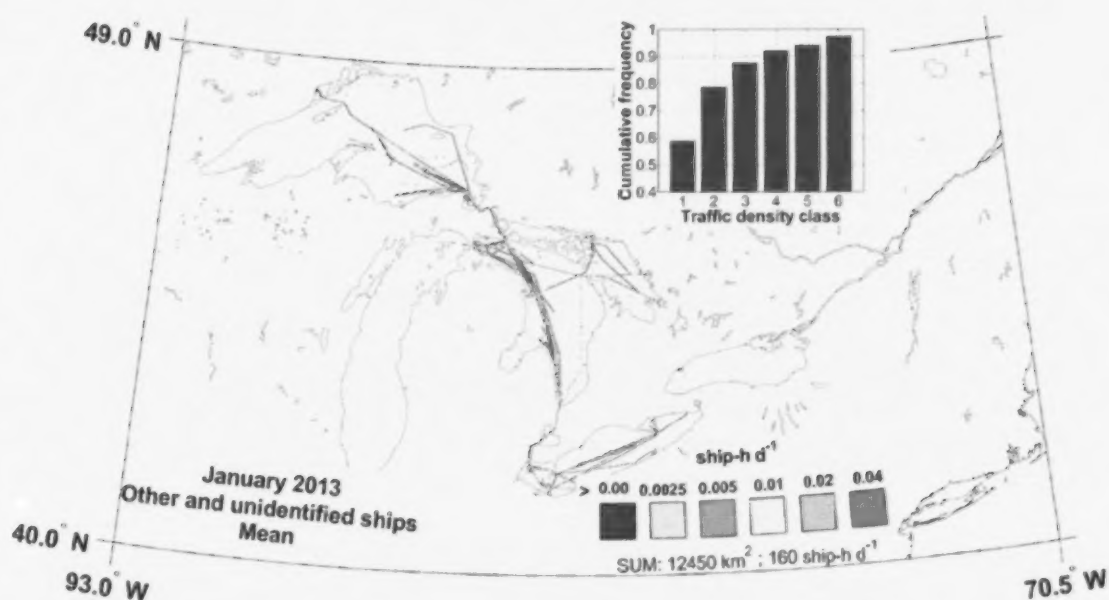 49.0° N
Cumulative frequency
1
0.9
0.8
0.7
0.6
0.5
0.4
1 2 3 4 5 6
Traffic density class
January 2013
Other and unidentified ships
Mean
ship-h d⁻¹
> 0.00 0.0025 0.005 0.01 0.02 0.04
SUM: 12450 km² ; 160 ship-h d⁻¹
40.0° N
93.0° W
70.5° W